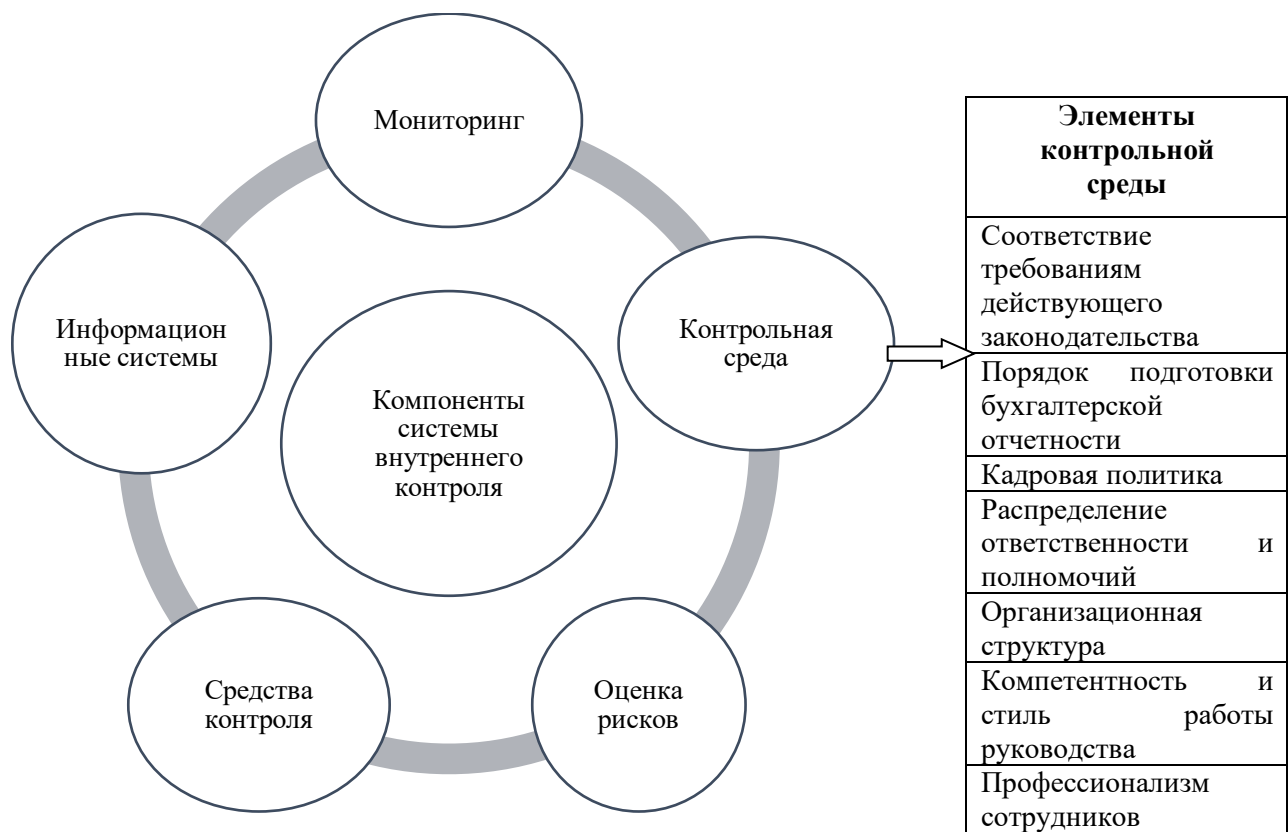 Мониторинг
Контрольная
среда
Оценка
рисков
Средства
контроля
Информацион
ные системы
Компоненты
системы
внутреннего
контроля
Элементы
контрольной
среды
Соответствие
требованиям
действующего
законодательства
Порядок подготовки
бухгалтерской
отчетности
Кадровая политика
Распределение
ответственности и
полномочий
Организационная
структура
Компетентность и
стиль работы
руководства
Профессионализм
сотрудников